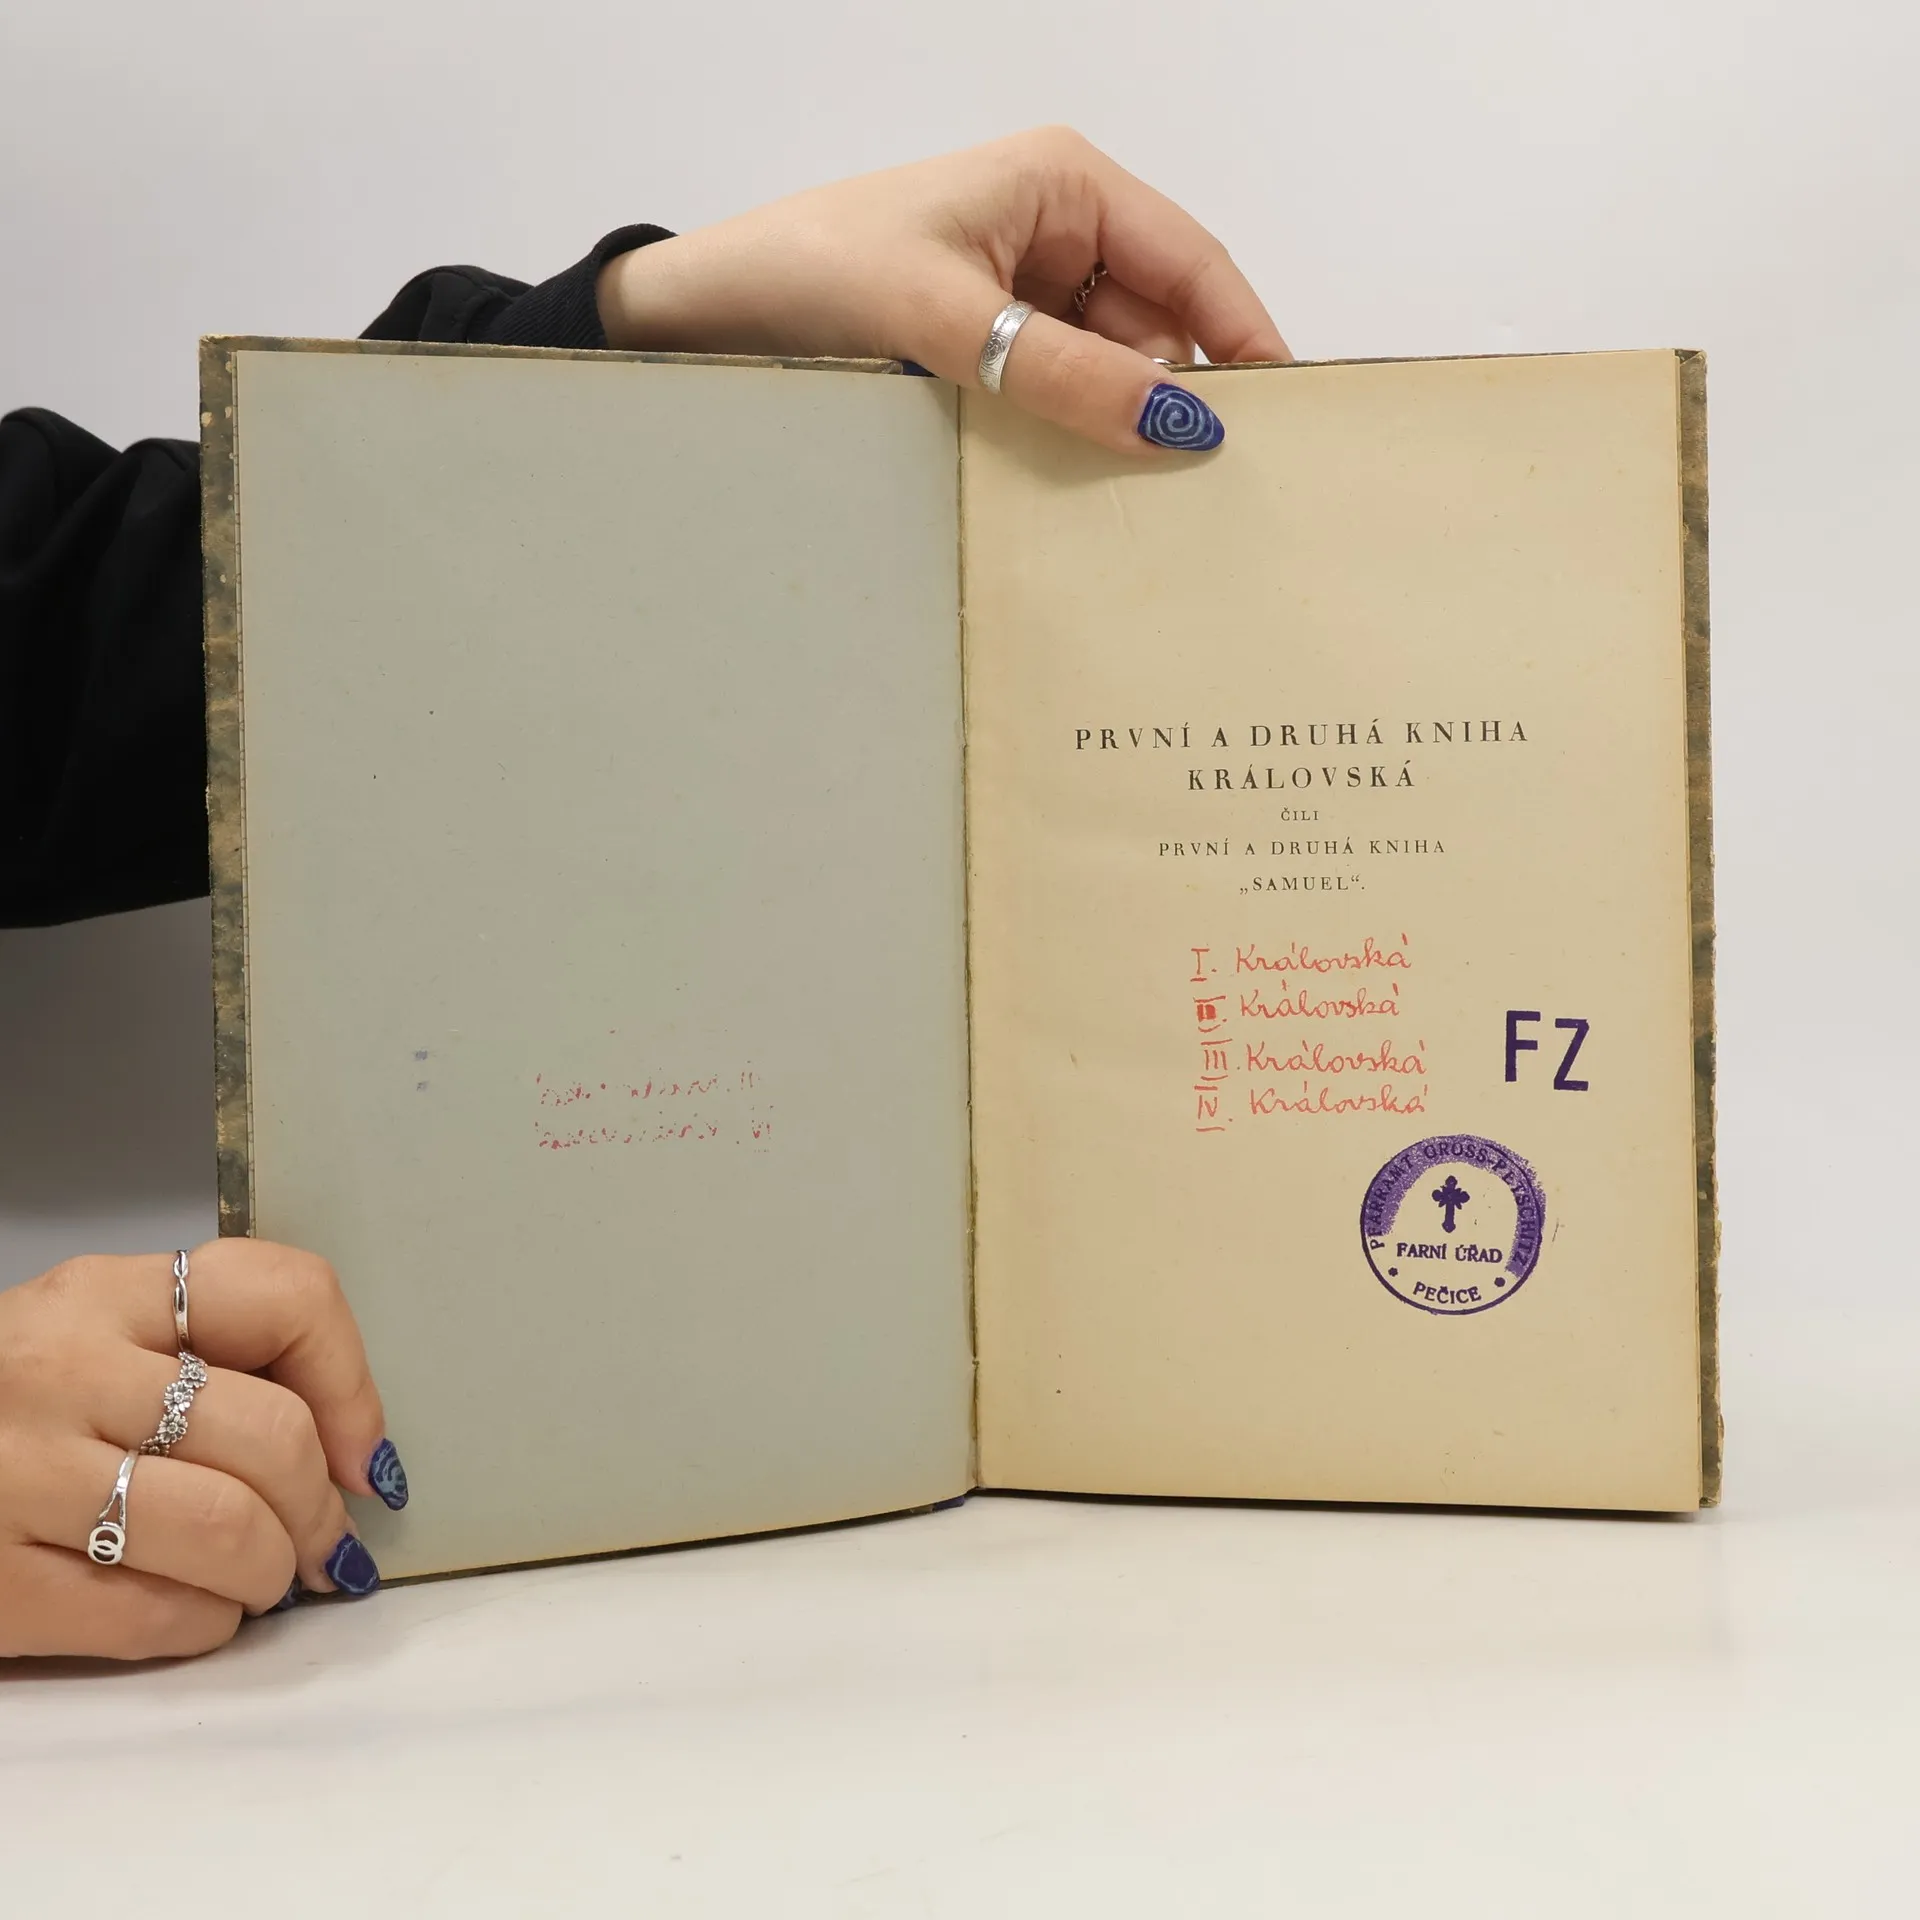 PRVNÍ A DRUHÁ KNIHA
KRÁLOVSKÁ
ČILI
PRVNÍ A DRUHÁ KNIHA
„SAMUEL“.
I. Královská
II. Královská
III. Královská
IV. Královská
FZ
PFARRAMT GROSS-PETSCHITZ
FARNÍ ÚŘAD
PEČICE